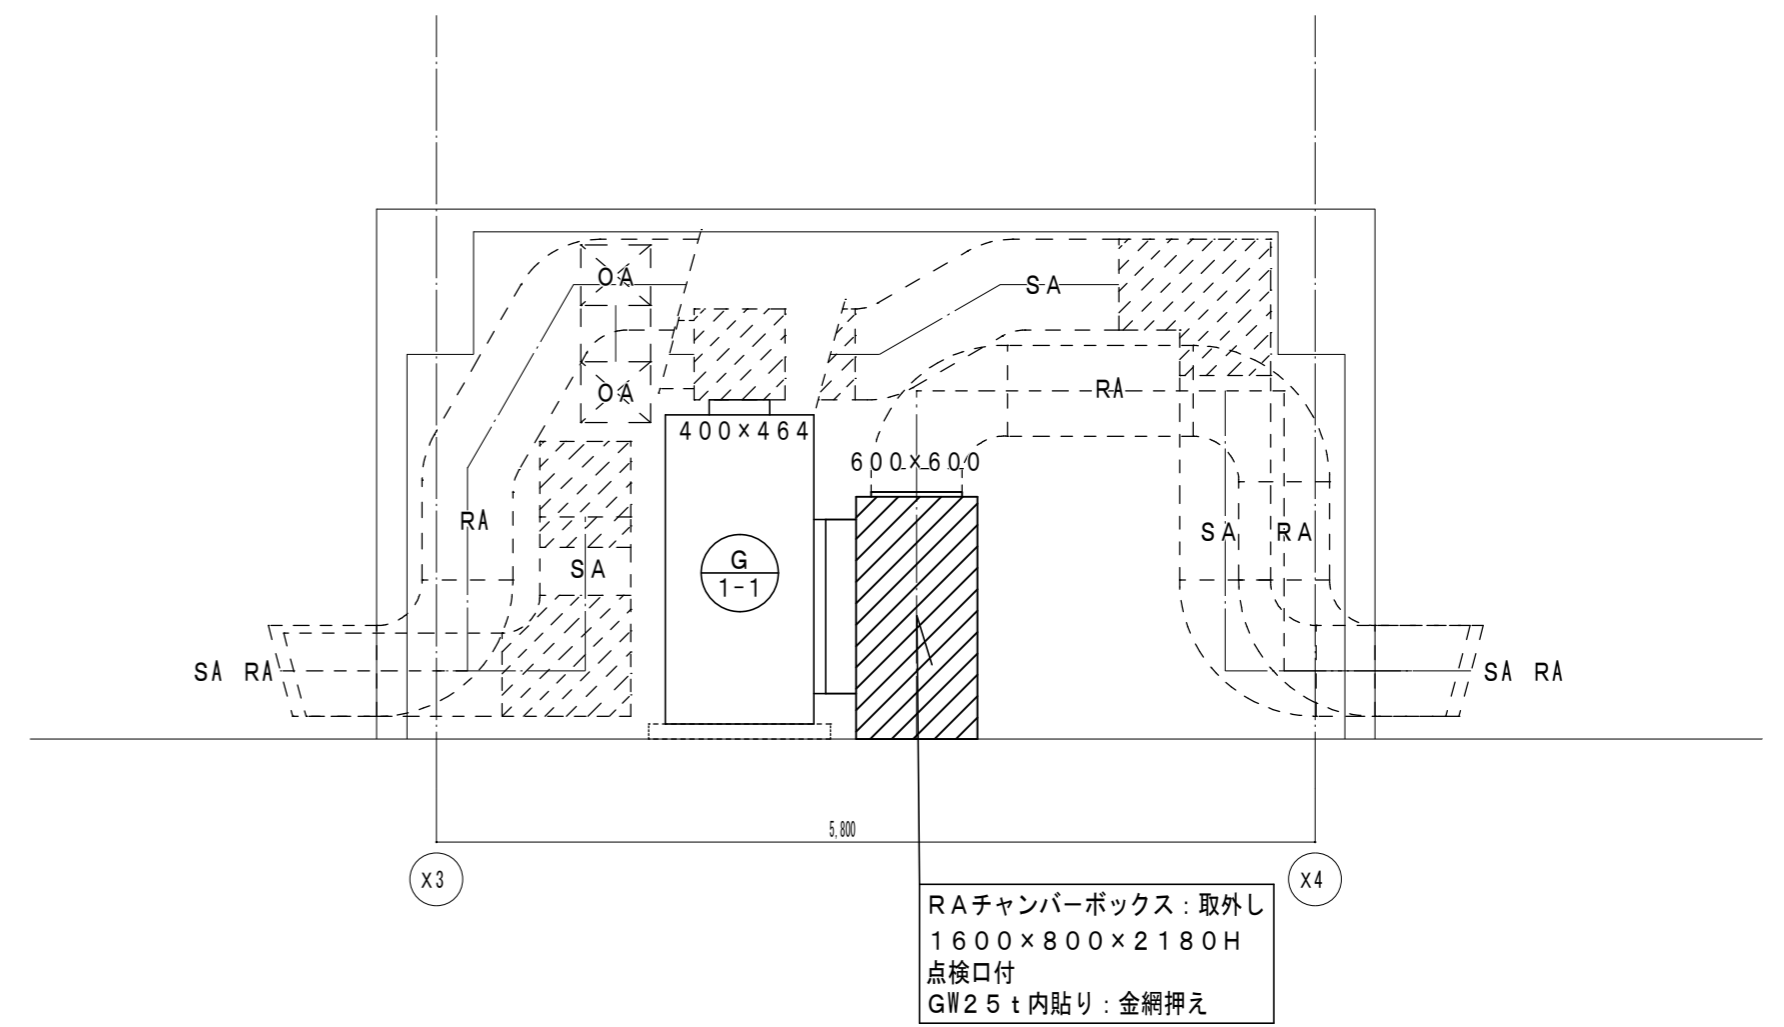 OA
SA
OA
RA
400×464
600×600
RA
SA
RA
G
1-1
SA
SA RA
SA RA
5,800
X3
X4
RAチャンバーボックス:取外し
1600×800×2180H
点検口付
GW25t内貼り:金網押え